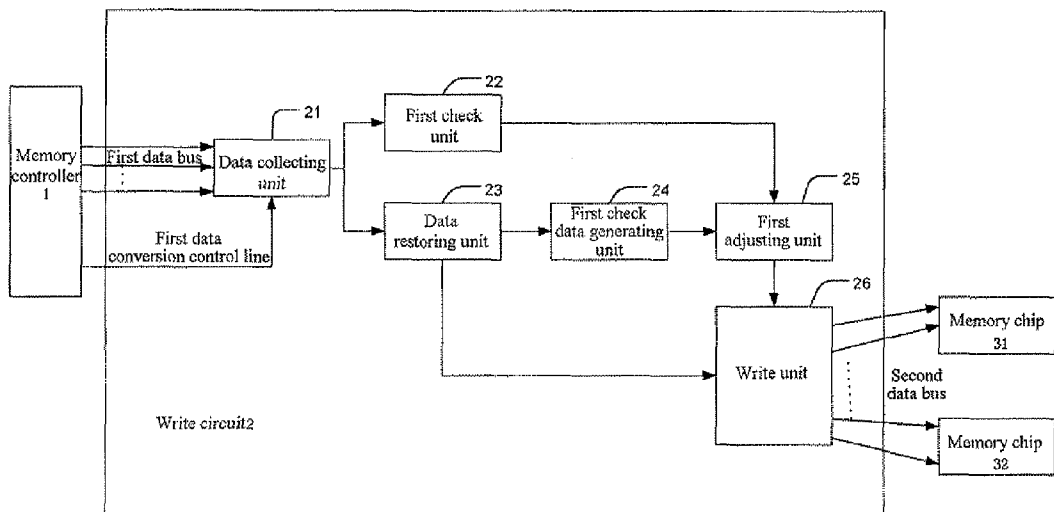 Memory
controller
1
First data bus
First data
conversion control line
21
Data collecting
unit
22
First check
unit
23
Data
restoring unit
24
First check
data generating
unit
25
First
adjusting unit
26
Write unit
Write circuit2
Second
data bus
Memory chip
31
Memory chip
32